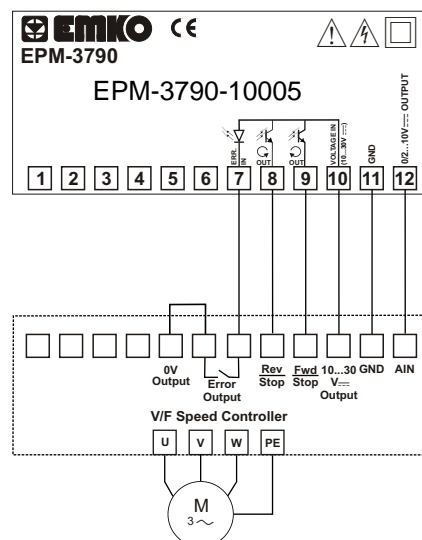 EMKO CE
EPM-3790
EPM-3790-10005
ERR. IN
OUT
OUT
VOLTAGE IN
(10...30V ⎓)
GND
0/2...10V ⎓ OUTPUT
1 2 3 4 5 6 7 8 9 10 11 12
0V
Output
Error
Output
Rev
Stop
Fwd
Stop
10...30
V ⎓
Output
GND
AIN
V/F Speed Controller
U V W PE
M
3 ~